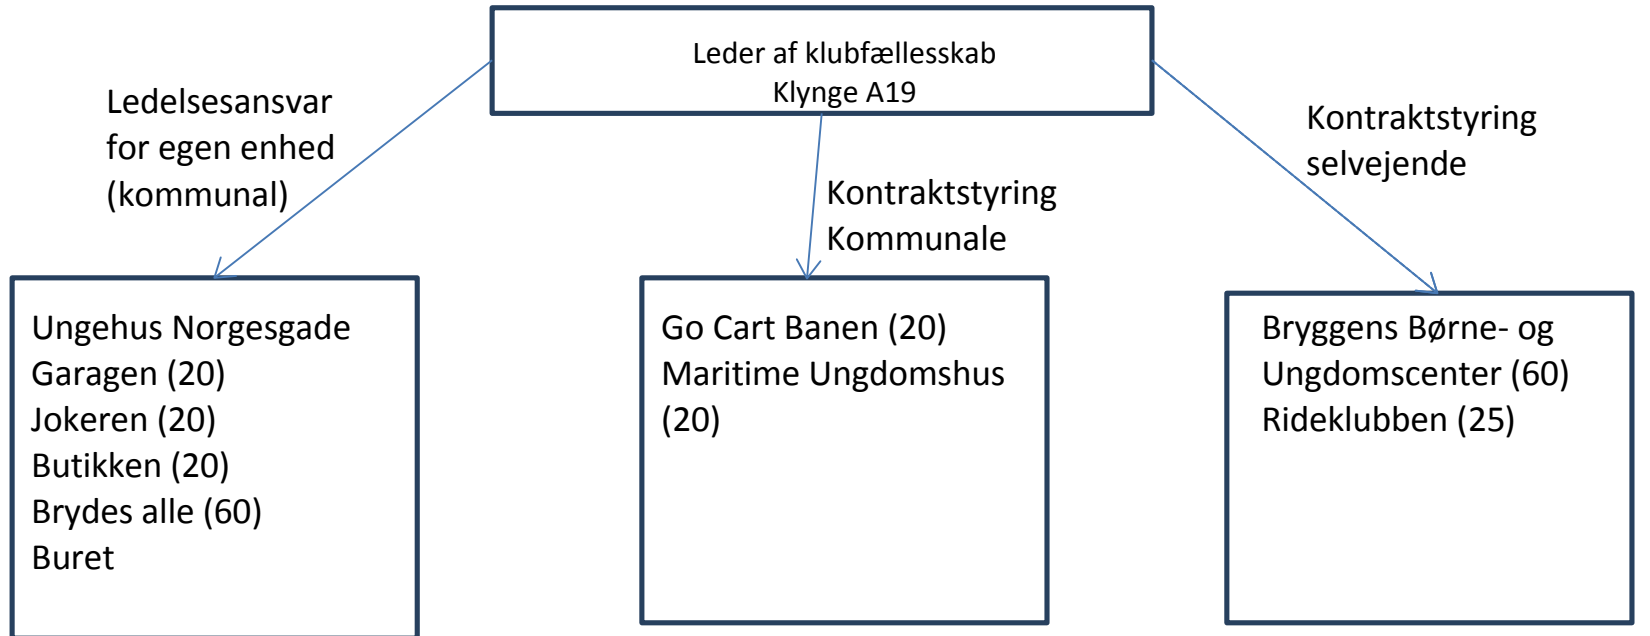 Leder af klubfællesskab
Klynge A19
Ledelsesansvar
for egen enhed
(kommunal)
Kontraktstyring
Kommunale
Kontraktstyring
selvejende
Ungehus Norgesgade
Garagen (20)
Jokeren (20)
Butikken (20)
Brydes alle (60)
Buret
Go Cart Banen (20)
Maritime Ungdomshus
(20)
Bryggens Børne- og
Ungdomscenter (60)
Rideklubben (25)